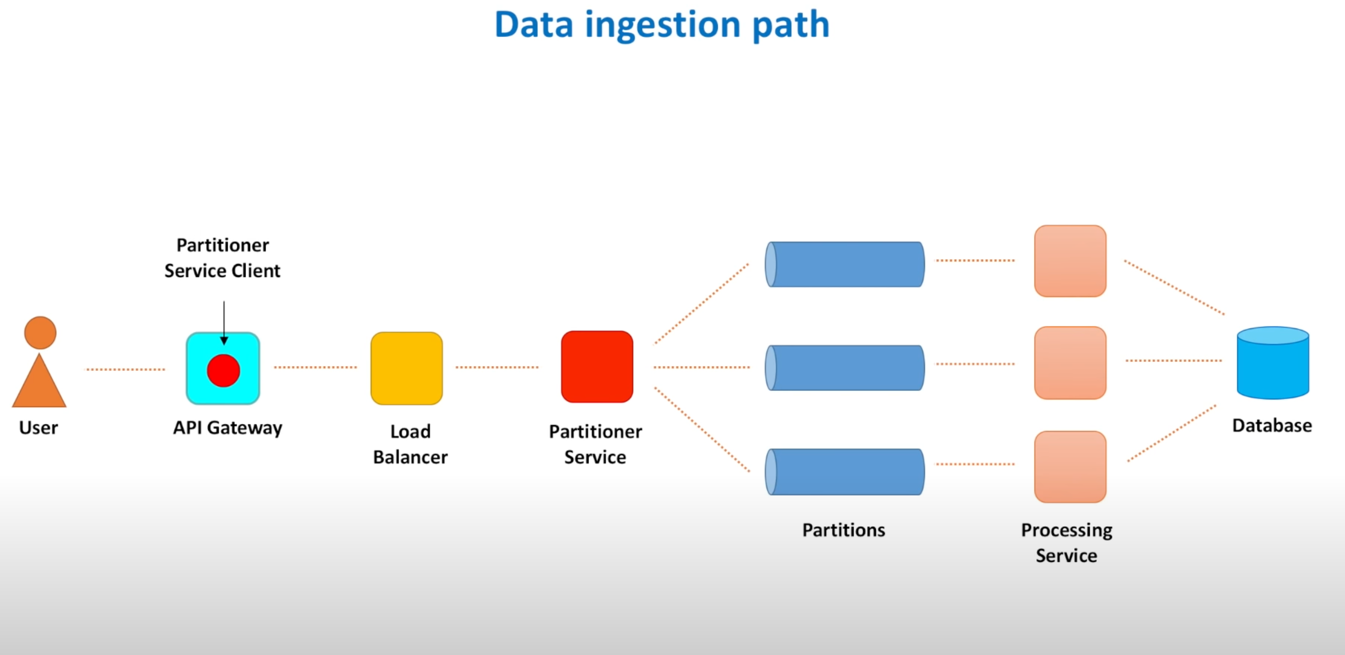 Data ingestion path
Partitioner
Service Client
User
API Gateway
Load
Balancer
Partitioner
Service
Partitions
Processing
Service
Database